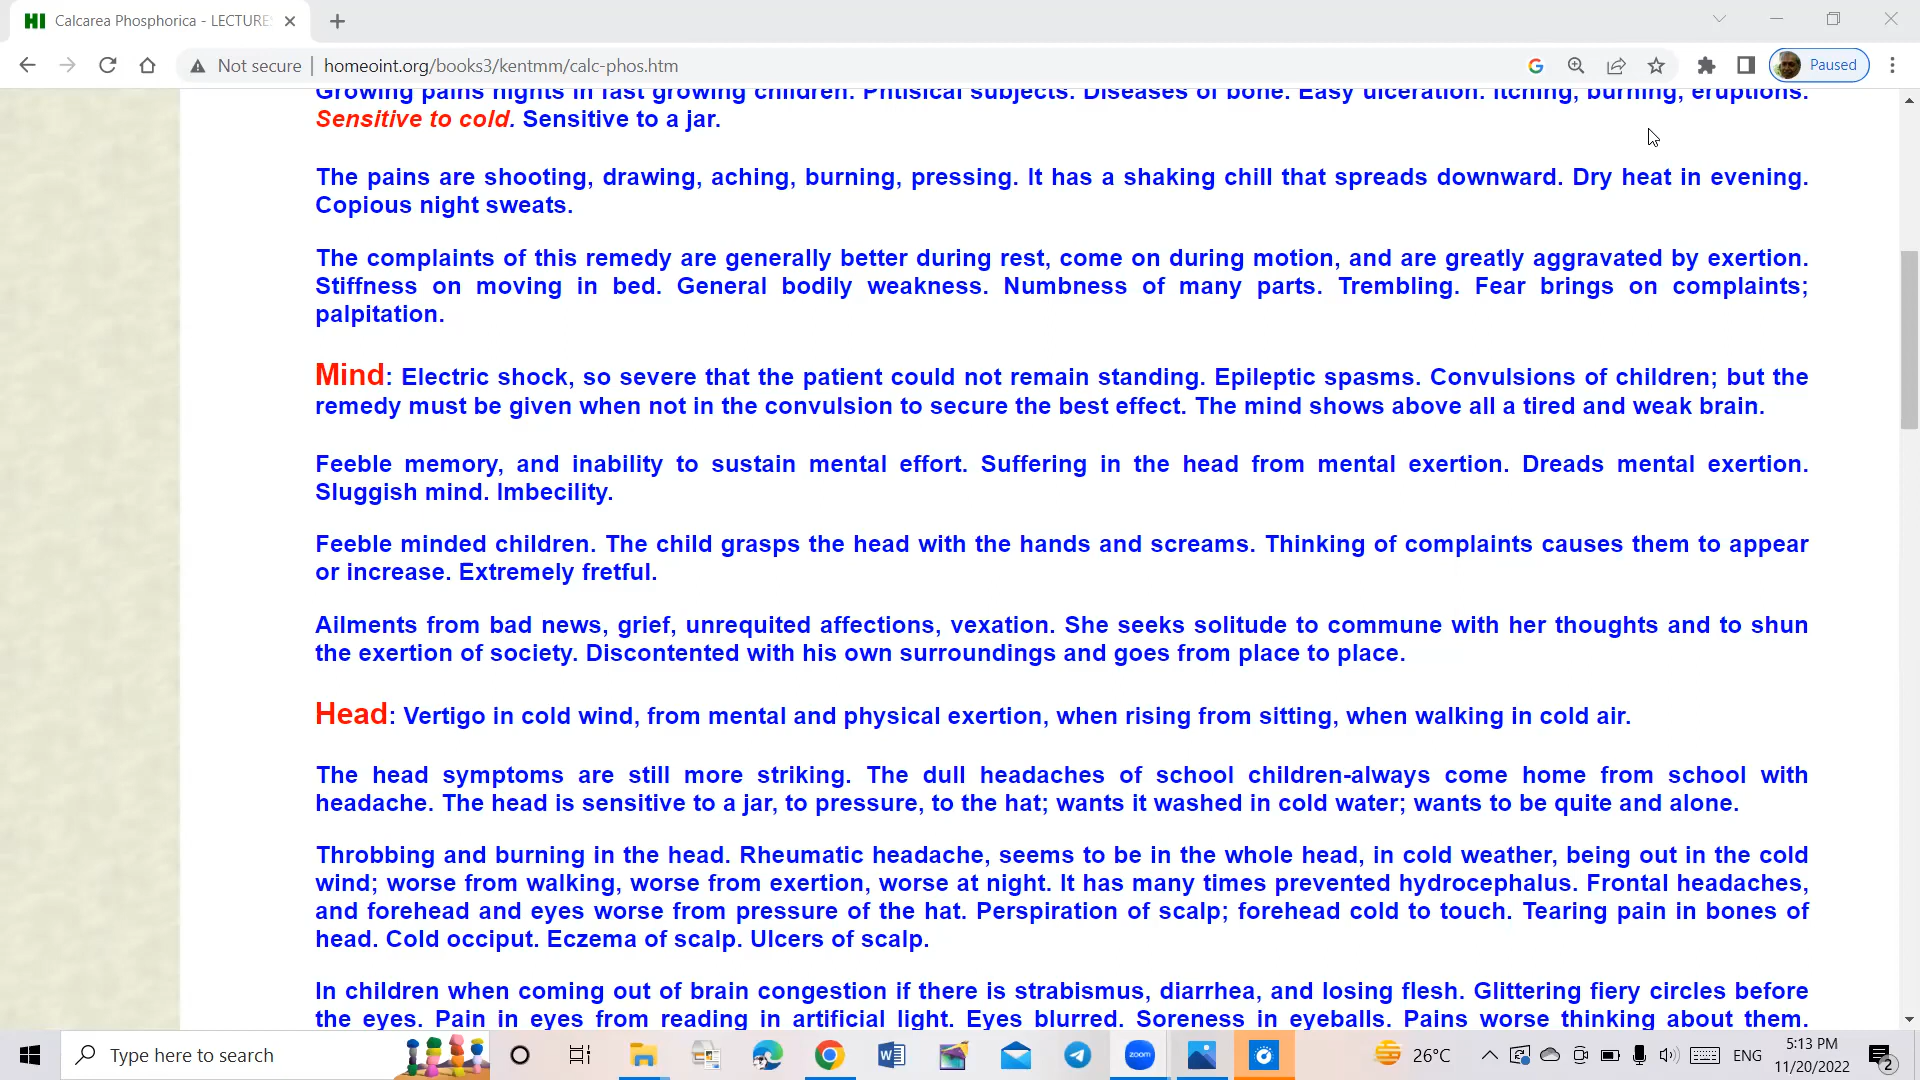 Calcarea Phosphorica - LECTURE
Not secure
homeoint.org/books3/kentmm/calc-phos.htm
Paused
Growing pains nights in fast growing children. Phtisical subjects. Diseases of bone. Easy ulceration. Itching, burning, eruptions.
Sensitive to cold. Sensitive to a jar.
The pains are shooting, drawing, aching, burning, pressing. It has a shaking chill that spreads downward. Dry heat in evening.
Copious night sweats.
The complaints of this remedy are generally better during rest, come on during motion, and are greatly aggravated by exertion.
Stiffness on moving in bed. General bodily weakness. Numbness of many parts. Trembling. Fear brings on complaints;
palpitation.
Mind: Electric shock, so severe that the patient could not remain standing. Epileptic spasms. Convulsions of children; but the
remedy must be given when not in the convulsion to secure the best effect. The mind shows above all a tired and weak brain.
Feeble memory, and inability to sustain mental effort. Suffering in the head from mental exertion. Dreads mental exertion.
Sluggish mind. Imbecility.
Feeble minded children. The child grasps the head with the hands and screams. Thinking of complaints causes them to appear
or increase. Extremely fretful.
Ailments from bad news, grief, unrequited affections, vexation. She seeks solitude to commune with her thoughts and to shun
the exertion of society. Discontented with his own surroundings and goes from place to place.
Head: Vertigo in cold wind, from mental and physical exertion, when rising from sitting, when walking in cold air.
The head symptoms are still more striking. The dull headaches of school children-always come home from school with
headache. The head is sensitive to a jar, to pressure, to the hat; wants it washed in cold water; wants to be quite and alone.
Throbbing and burning in the head. Rheumatic headache, seems to be in the whole head, in cold weather, being out in the cold
wind; worse from walking, worse from exertion, worse at night. It has many times prevented hydrocephalus. Frontal headaches,
and forehead and eyes worse from pressure of the hat. Perspiration of scalp; forehead cold to touch. Tearing pain in bones of
head. Cold occiput. Eczema of scalp. Ulcers of scalp.
In children when coming out of brain congestion if there is strabismus, diarrhea, and losing flesh. Glittering fiery circles before
the eyes. Pain in eyes from reading in artificial light. Eyes blurred. Soreness in eyeballs. Pains worse thinking about them.
Type here to search
zoom
26°C
ENG
5:13 PM
11/20/2022
2